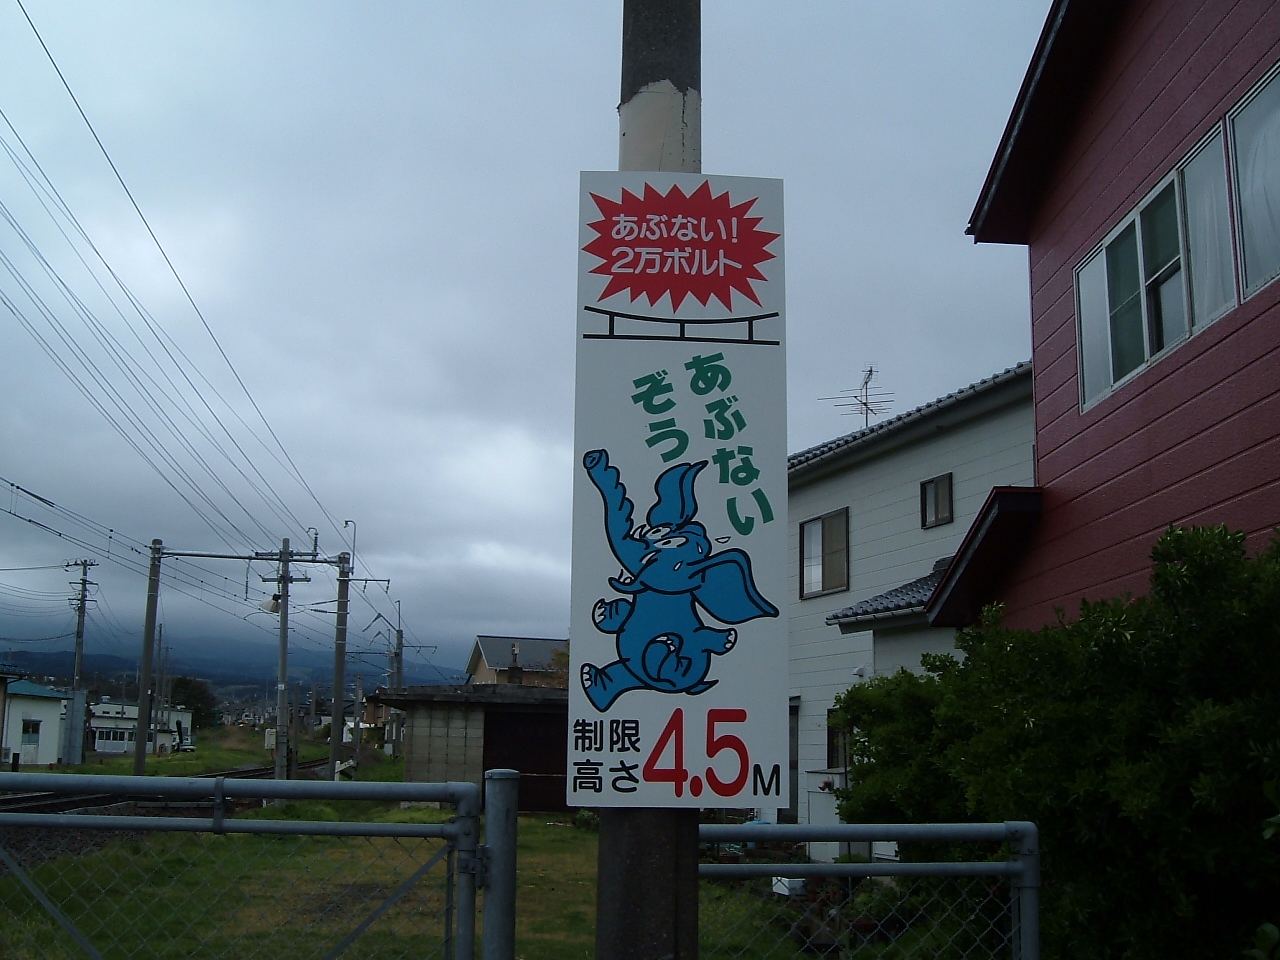 あぶない!
2万ボルト
あぶない
ぞう
制限
高さ4.5M